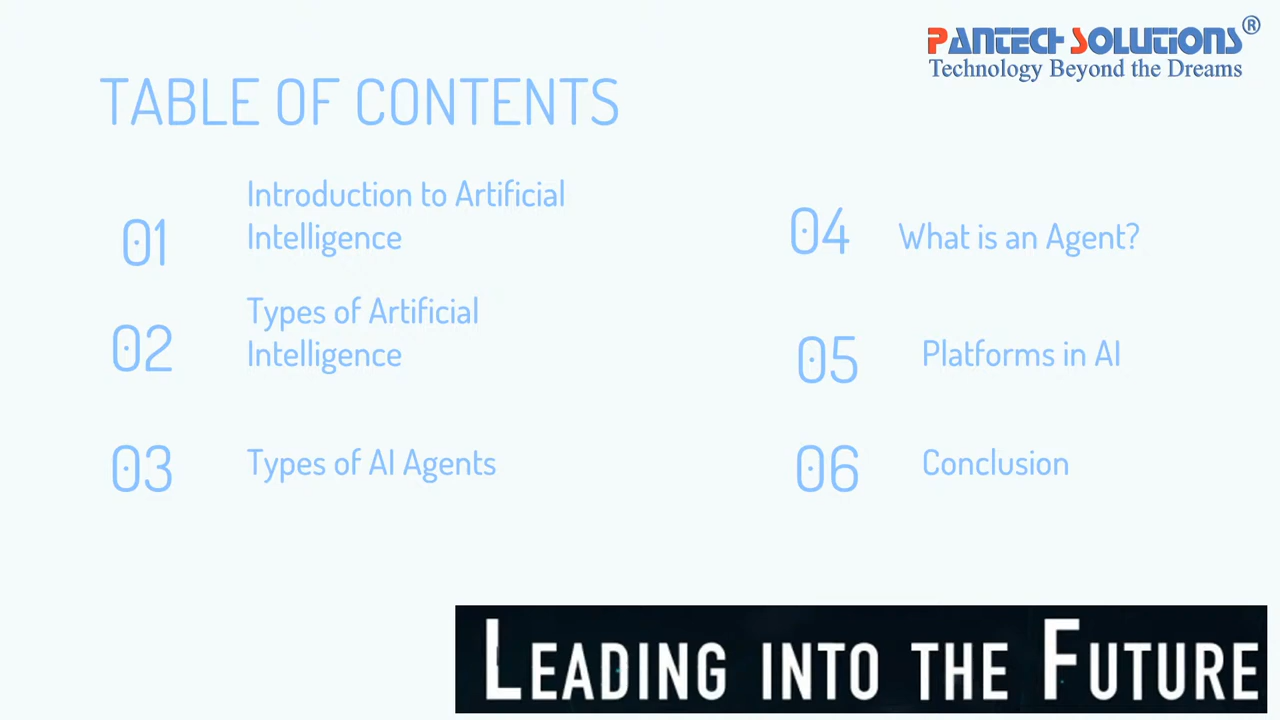 PANTECH SOLUTIONS®
Technology Beyond the Dreams
TABLE OF CONTENTS
01
Introduction to Artificial
Intelligence
02
Types of Artificial
Intelligence
03
Types of AI Agents
04
What is an Agent?
05
Platforms in AI
06
Conclusion
LEADING INTO THE FUTURE